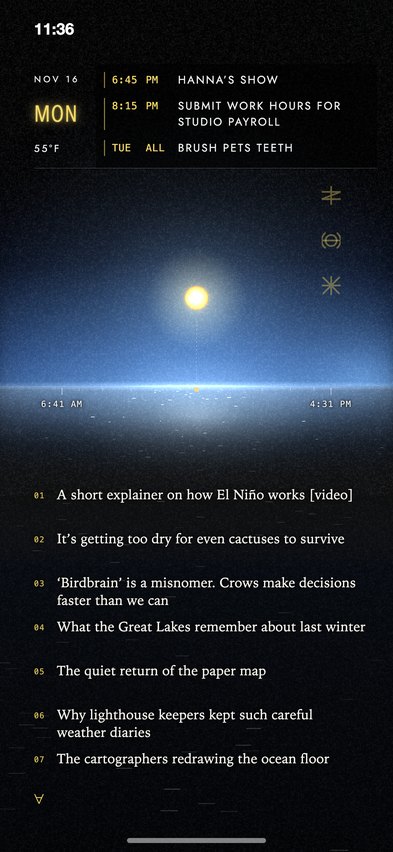 11:36
NOV 16
MON
55°F
6:45 PM HANNA'S SHOW
8:15 PM SUBMIT WORK HOURS FOR
STUDIO PAYROLL
TUE ALL BRUSH PETS TEETH
6:41 AM
4:31 PM
01 A short explainer on how El Niño works [video]
02 It’s getting too dry for even cactuses to survive
03 ‘Birdbrain’ is a misnomer. Crows make decisions
faster than we can
04 What the Great Lakes remember about last winter
05 The quiet return of the paper map
06 Why lighthouse keepers kept such careful
weather diaries
07 The cartographers redrawing the ocean floor
∀